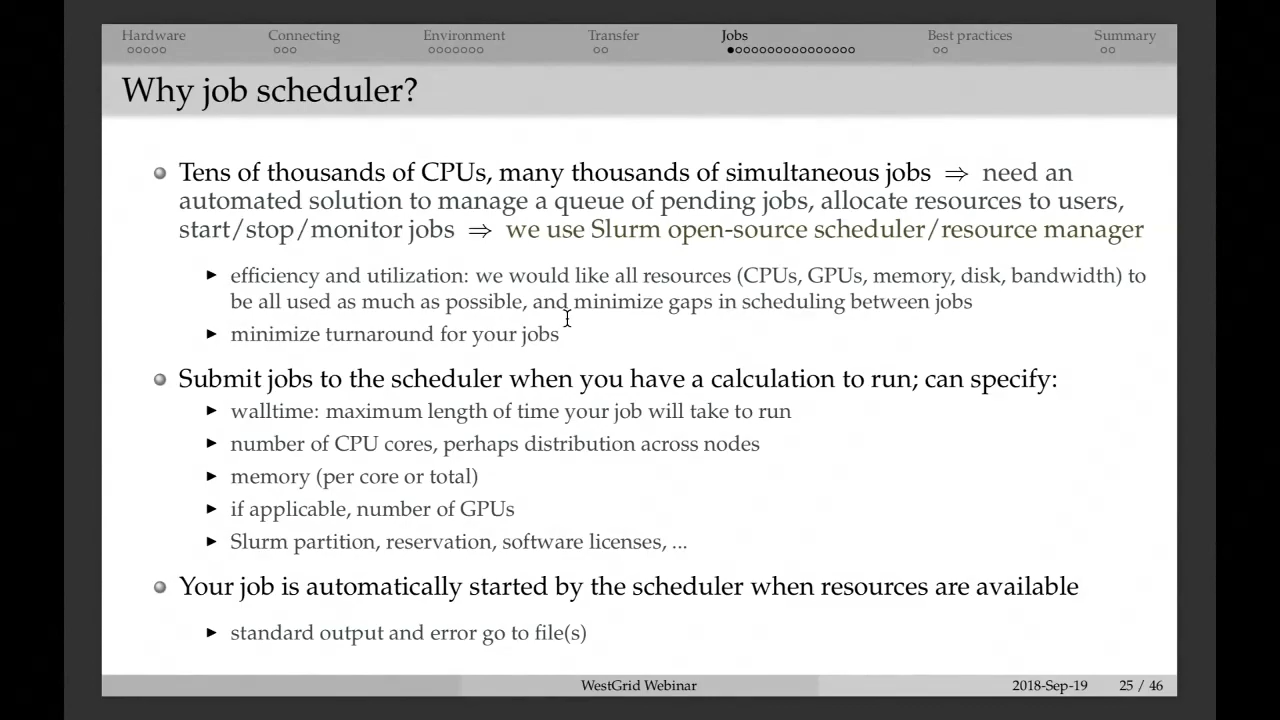 Hardware Connecting Environment Transfer Jobs Best practices Summary
Why job scheduler?
Tens of thousands of CPUs, many thousands of simultaneous jobs ⇒ need an
automated solution to manage a queue of pending jobs, allocate resources to users,
start/stop/monitor jobs ⇒ we use Slurm open-source scheduler/resource manager
efficiency and utilization: we would like all resources (CPUs, GPUs, memory, disk, bandwidth) to
be all used as much as possible, and minimize gaps in scheduling between jobs
minimize turnaround for your jobs
Submit jobs to the scheduler when you have a calculation to run; can specify:
walltime: maximum length of time your job will take to run
number of CPU cores, perhaps distribution across nodes
memory (per core or total)
if applicable, number of GPUs
Slurm partition, reservation, software licenses, ...
Your job is automatically started by the scheduler when resources are available
standard output and error go to file(s)
WestGrid Webinar 2018-Sep-19 25 / 46